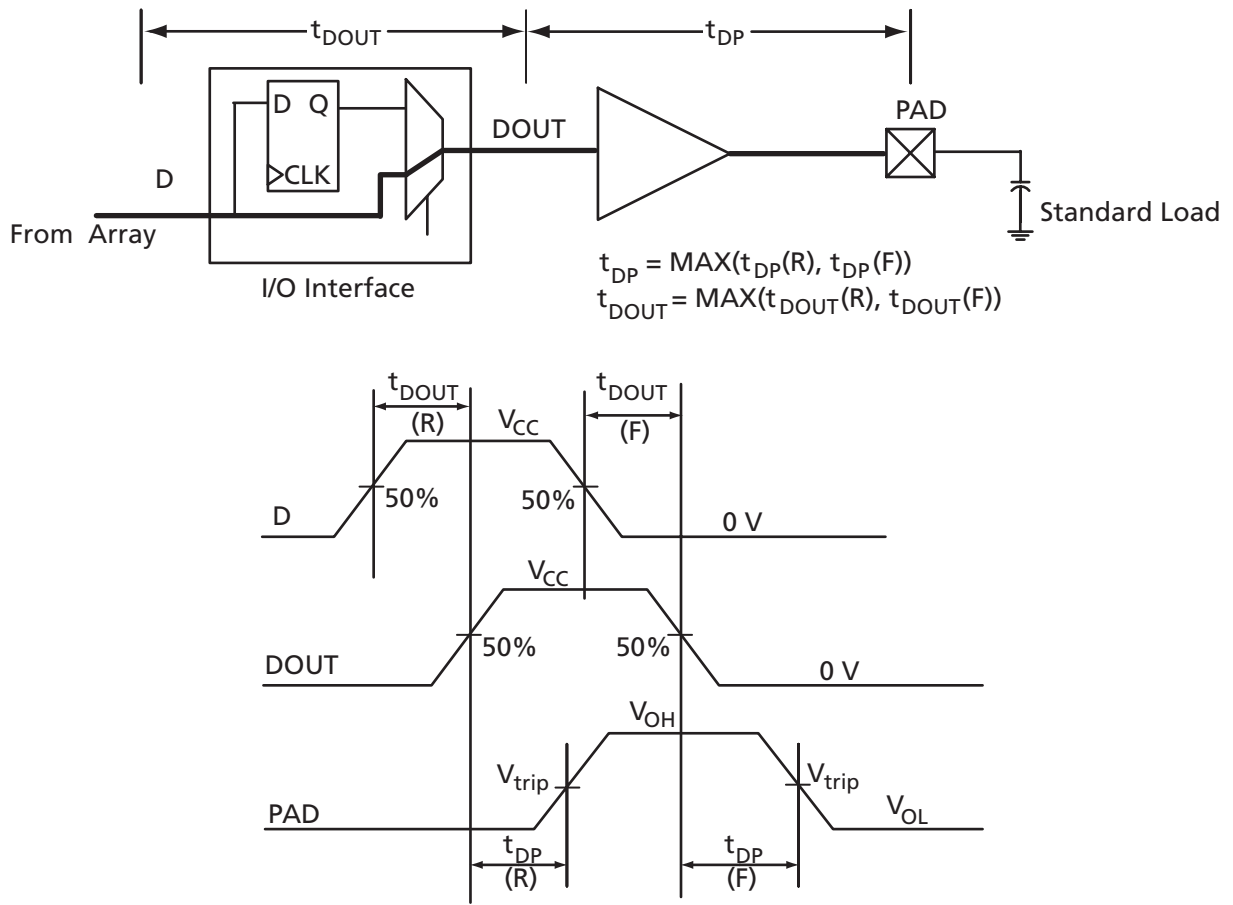 tDOUT
tDP
PAD
D Q
DOUT
CLK
D
From Array
Standard Load
I/O Interface
tDP = MAX(tDP(R), tDP(F))
tDOUT = MAX(tDOUT(R), tDOUT(F))
tDOUT
(R)
tDOUT
(F)
VCC
50%
50%
D
0 V
VCC
50%
50%
DOUT
0 V
VOH
Vtrip
Vtrip
PAD
VOL
tDP
(R)
tDP
(F)